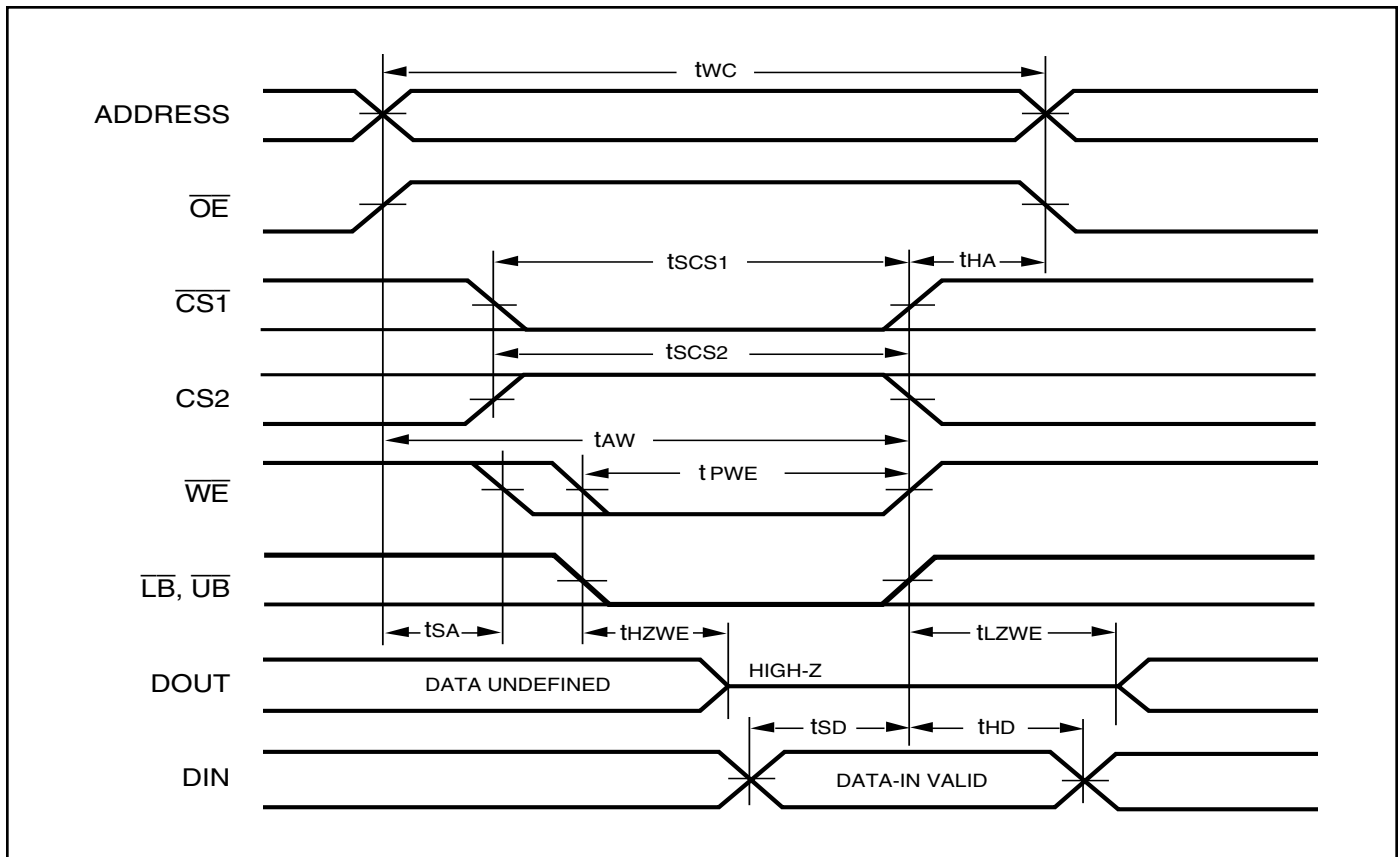 tWC
ADDRESS
OE
tSCS1
tHA
CS1
tSCS2
CS2
tAW
t PWE
WE
LB, UB
tSA
tHZWE
tLZWE
DOUT
DATA UNDEFINED
HIGH-Z
tSD
tHD
DIN
DATA-IN VALID